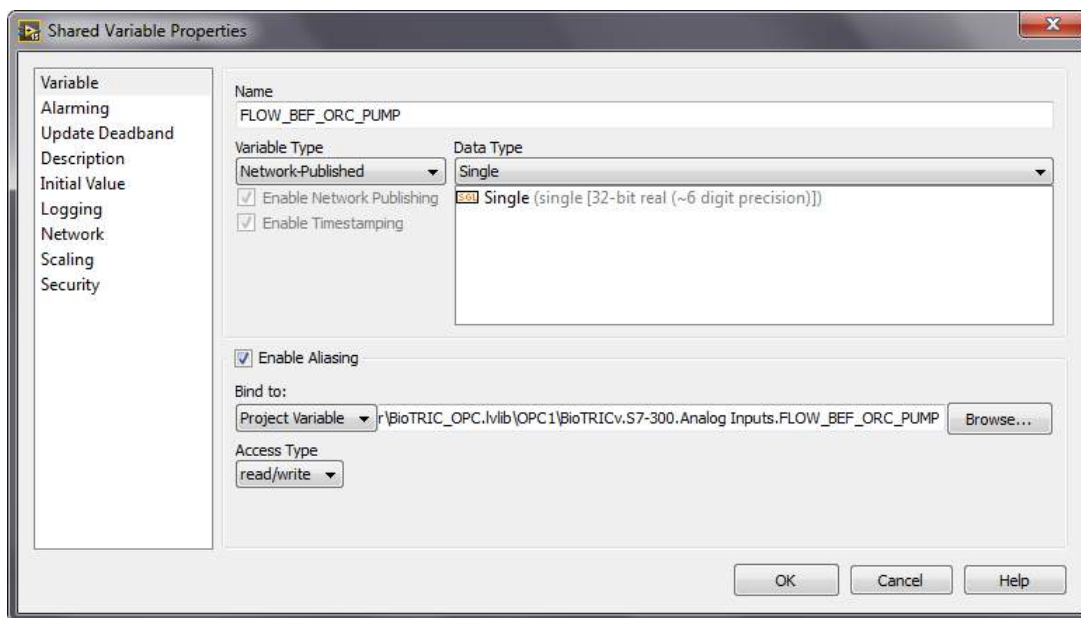 Shared Variable Properties
Variable
Alarming
Update Deadband
Description
Initial Value
Logging
Network
Scaling
Security
Name
FLOW_BEF_ORC_PUMP
Variable Type
Data Type
Network-Published
Single
Enable Network Publishing
Enable Timestamping
SGL Single (single [32-bit real (~6 digit precision)])
Enable Aliasing
Bind to:
Project Variable r\BioTRIC_OPC.lvlib\OPC1\BioTRICv.S7-300.Analog Inputs.FLOW_BEF_ORC_PUMP Browse...
Access Type
read/write
OK Cancel Help